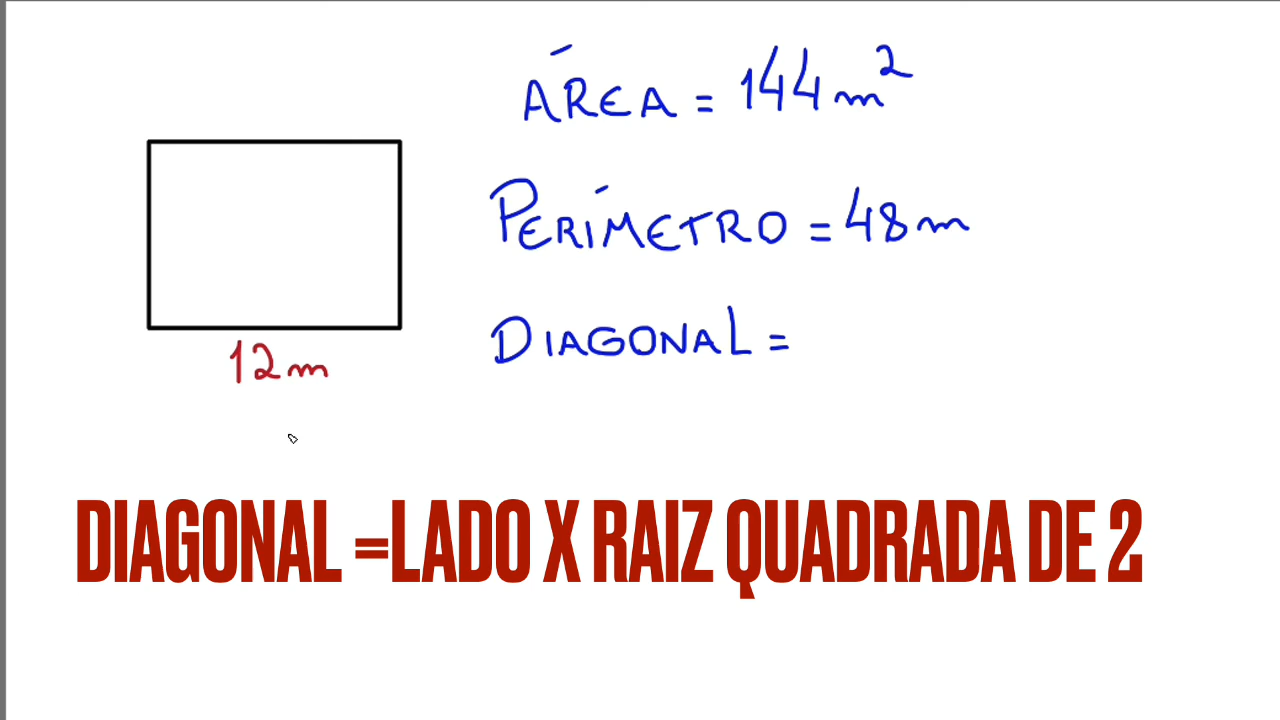 ÁREA = 144 m²
PERÍMETRO = 48 m
DIAGONAL =
12 m
DIAGONAL =LADO X RAIZ QUADRADA DE 2